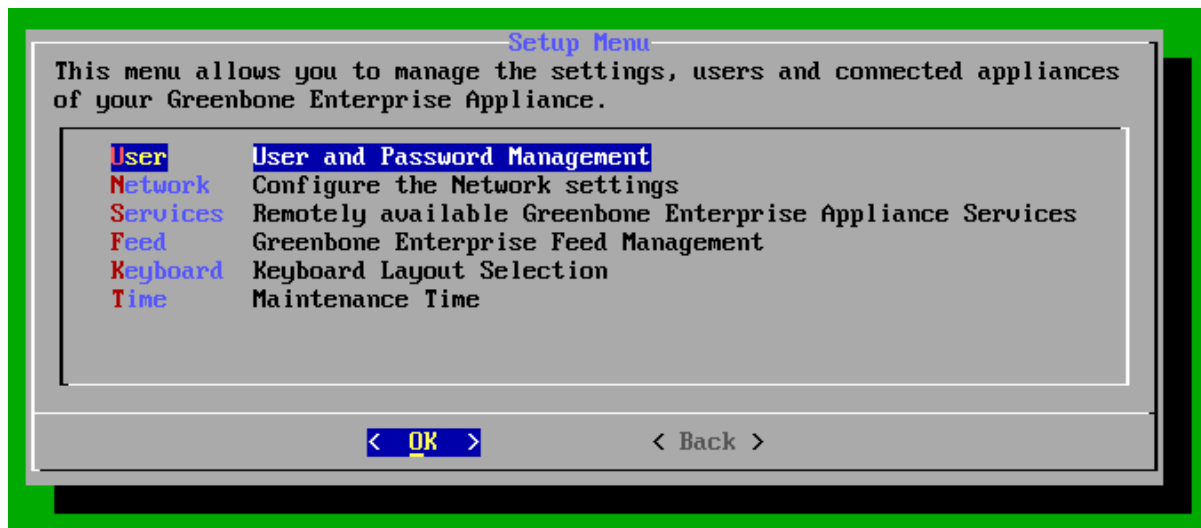 Setup Menu
This menu allows you to manage the settings, users and connected appliances
of your Greenbone Enterprise Appliance.
User User and Password Management
Network Configure the Network settings
Services Remotely available Greenbone Enterprise Appliance Services
Feed Greenbone Enterprise Feed Management
Keyboard Keyboard Layout Selection
Time Maintenance Time
< OK > < Back >